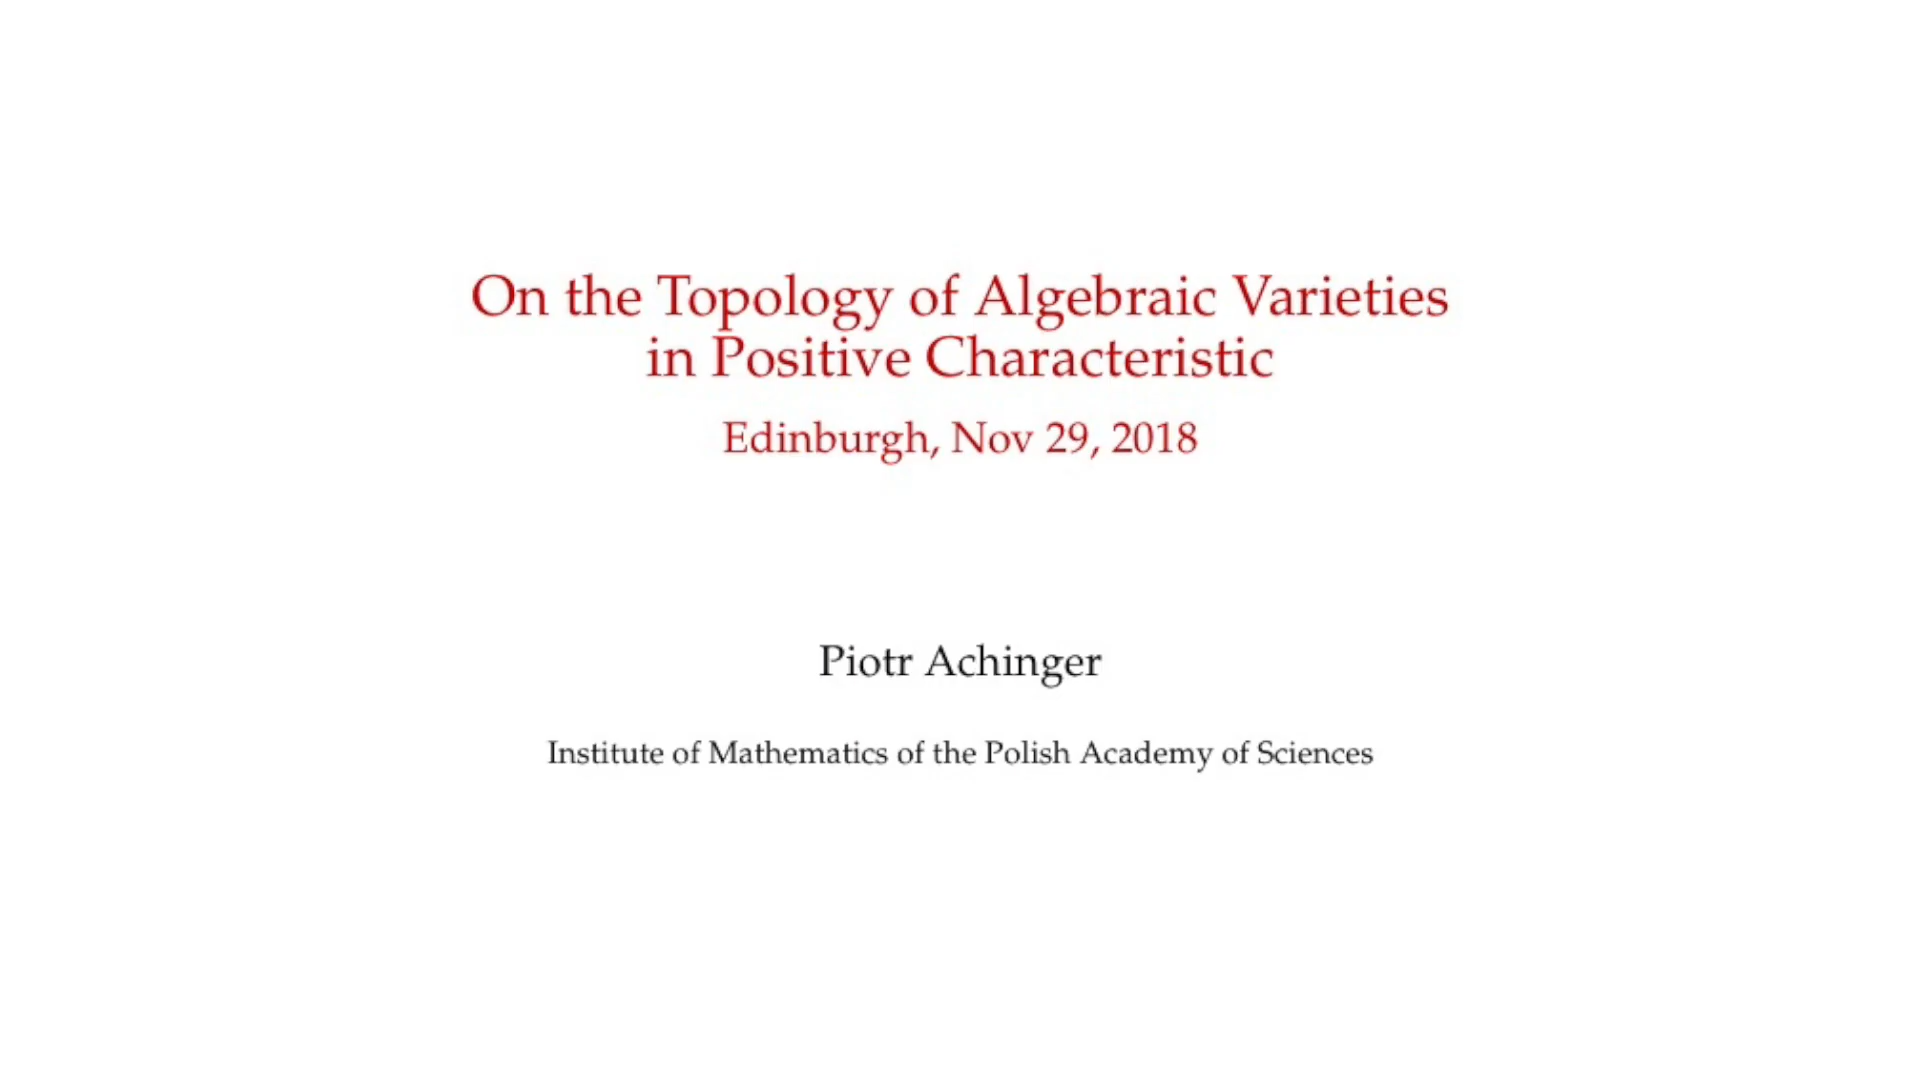 On the Topology of Algebraic Varieties
in Positive Characteristic
Edinburgh, Nov 29, 2018
Piotr Achinger
Institute of Mathematics of the Polish Academy of Sciences